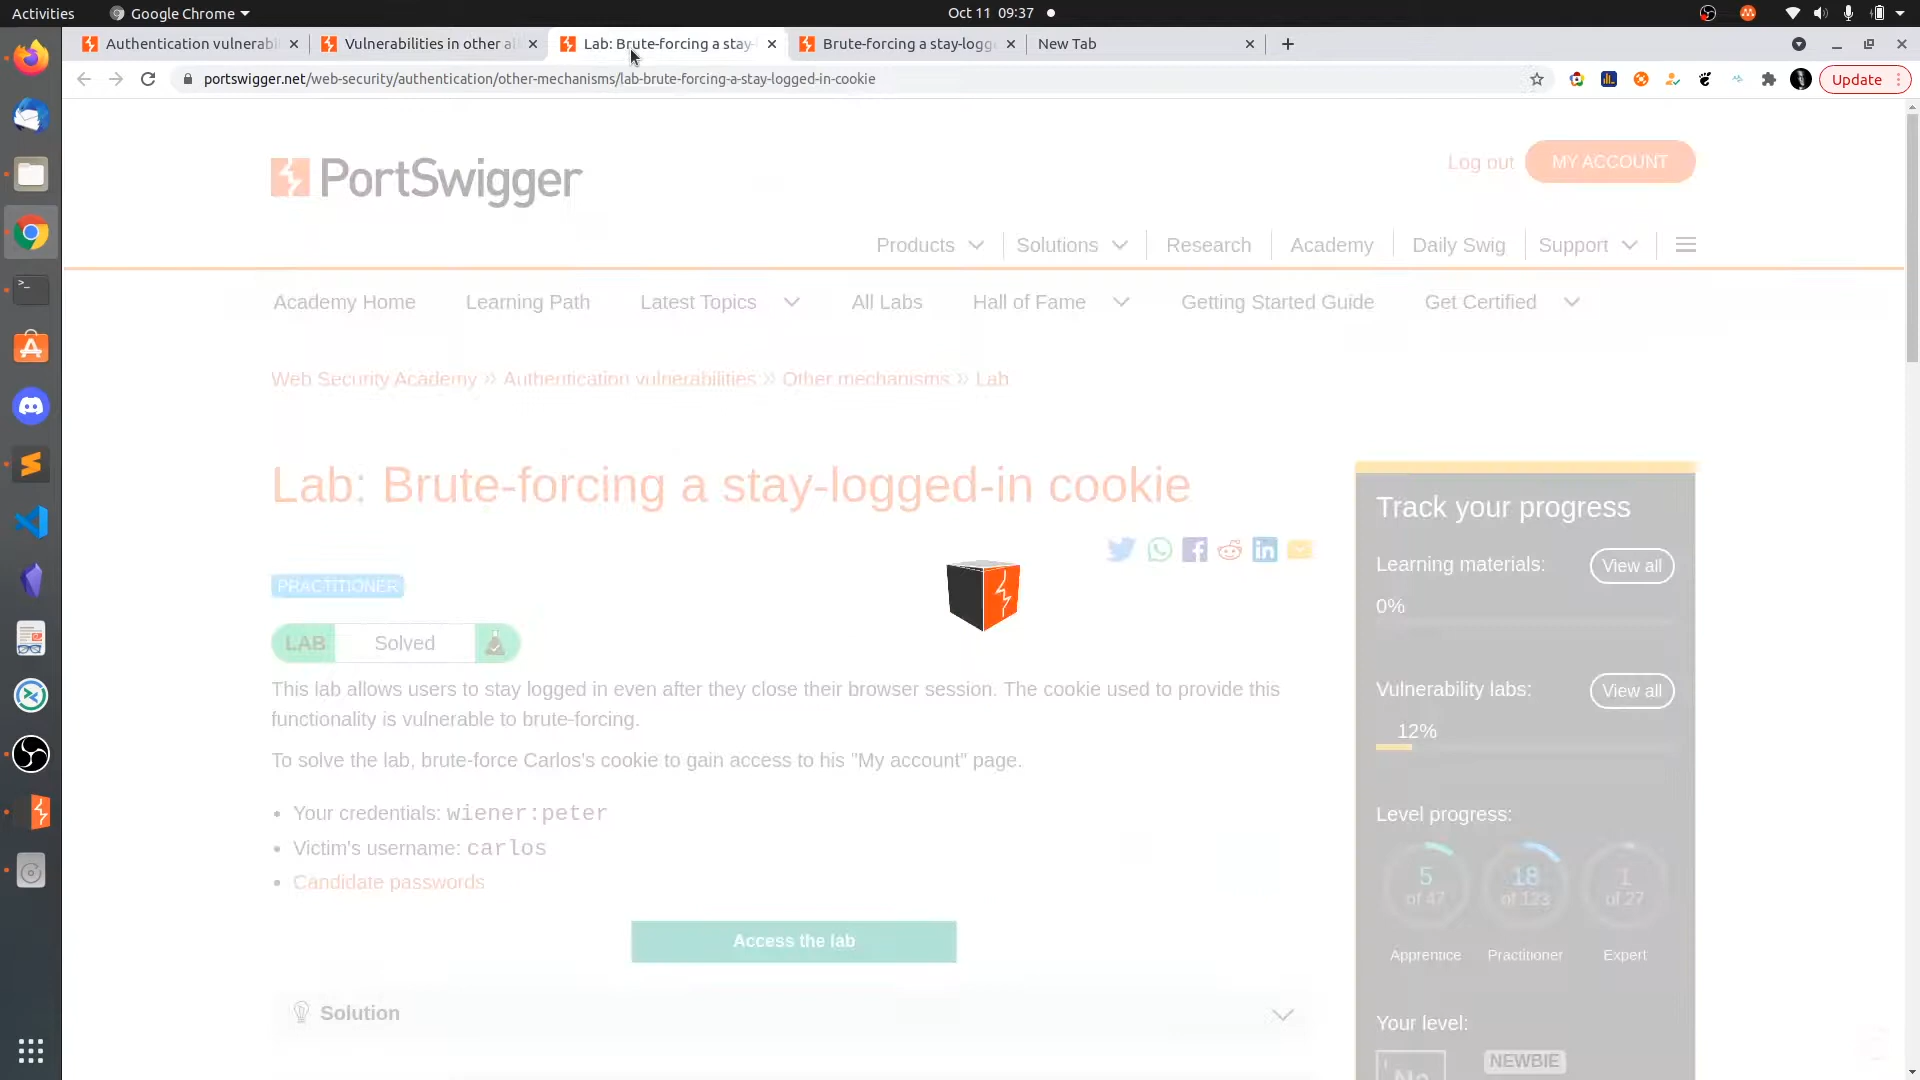 Activities
Google Chrome
Oct 11 09:37
Authentication vulnerabi
Vulnerabilities in other a
Lab: Brute-forcing a stay-
Brute-forcing a stay-logg
New Tab
portswigger.net/web-security/authentication/other-mechanisms/lab-brute-forcing-a-stay-logged-in-cookie
Update
PortSwigger
Log out
MY ACCOUNT
Products
Solutions
Research
Academy
Daily Swig
Support
Academy Home
Learning Path
Latest Topics
All Labs
Hall of Fame
Getting Started Guide
Get Certified
Web Security Academy » Authentication vulnerabilities » Other mechanisms » Lab
Lab: Brute-forcing a stay-logged-in cookie
PRACTITIONER
LAB Solved
This lab allows users to stay logged in even after they close their browser session. The cookie used to provide this
functionality is vulnerable to brute-forcing.
To solve the lab, brute-force Carlos's cookie to gain access to his "My account" page.
• Your credentials: wiener:peter
• Victim's username: carlos
• Candidate passwords
Access the lab
Solution
Track your progress
Learning materials:
View all
0%
Vulnerability labs:
View all
12%
Level progress:
5
of 47
18
of 123
1
of 27
Apprentice
Practitioner
Expert
Your level:
NEWBIE